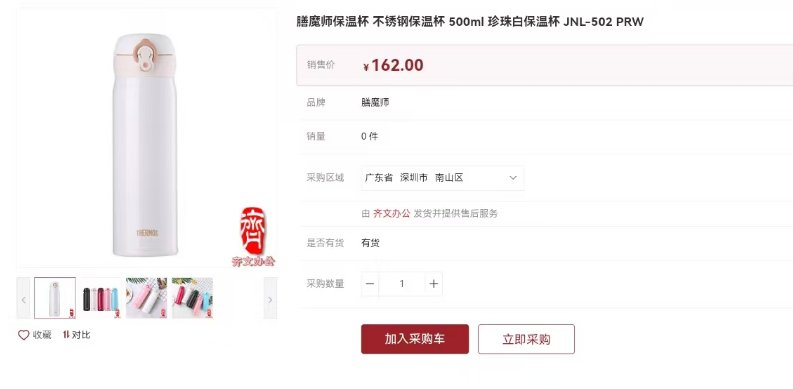 膳魔师保温杯 不锈钢保温杯 500ml 珍珠白保温杯 JNL-502 PRW
销售价 ¥162.00
品牌 膳魔师
销量 0 件
采购区域 广东省 深圳市 南山区
由 齐文办公 发货并提供售后服务
是否有货 有货
采购数量 1
加入采购车 立即采购
THERMOS
齐文办公
收藏 对比